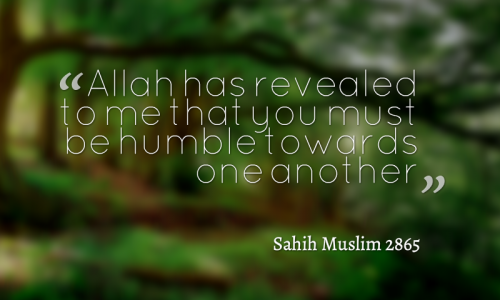 “Allah has revealed
to me that you must
be humble towards
one another”
Sahih Muslim 2865